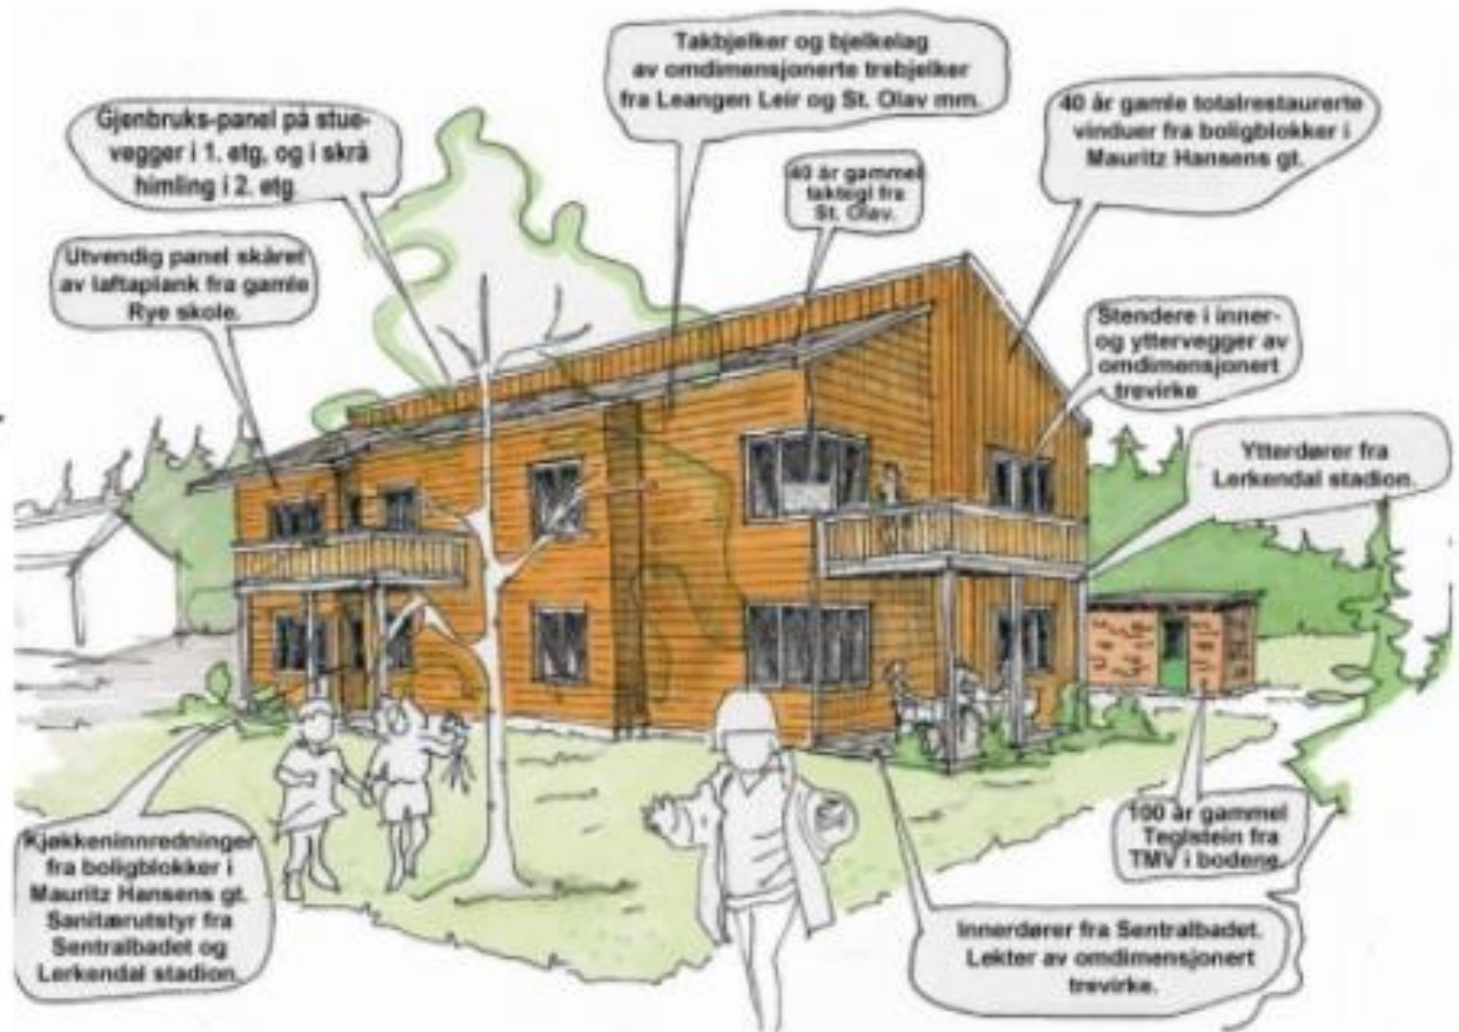 Takbjelker og bjelkelag
av omdimensjonerte trebjelker
fra Leangen Leir og St. Olav mm.
Gjenbruks-panel på stue-
vegger i 1. etg, og i skrå
himling i 2. etg
40 år gamle totalrestaurerte
vinduer fra boligblokker i
Mauritz Hansens gt.
40 år gammel
taktegl fra
St. Olav.
Utvendig panel skåret
av laftaplank fra gamle
Rye skole.
Stendere i inner-
og yttervegger av
omdimensjonert
trevirke
Ytterdører fra
Lerkendal stadion.
Kjøkkeninnredninger
fra boligblokker i
Mauritz Hansens gt.
Sanitærutstyr fra
Sentralbadet og
Lerkendal stadion.
100 år gammel
Teglstein fra
TMV i bodene.
Innerdører fra Sentralbadet.
Lekter av omdimensjonert
trevirke.